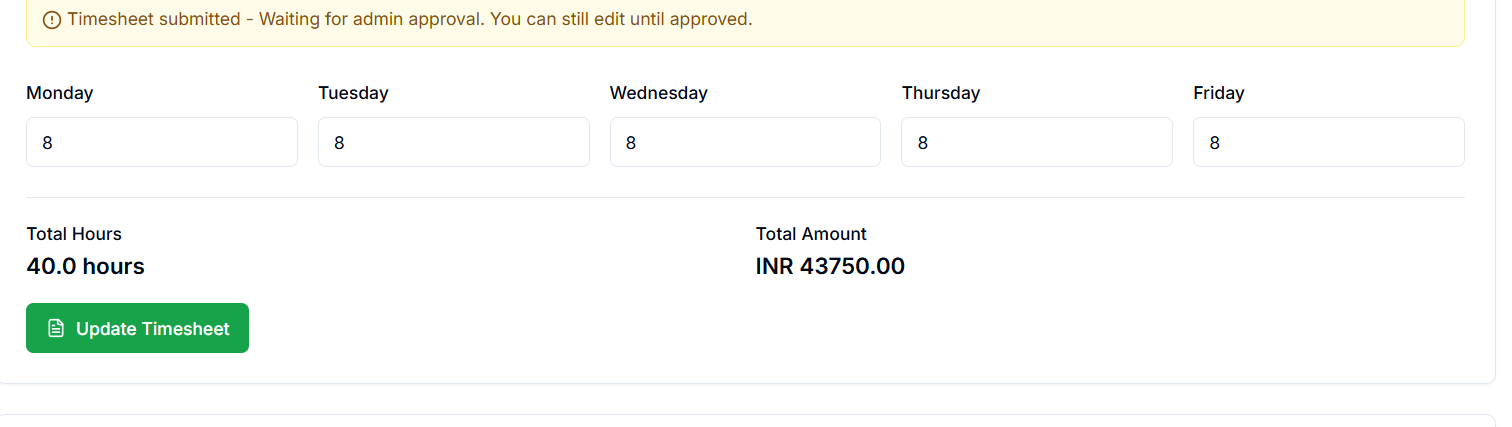 Timesheet submitted - Waiting for admin approval. You can still edit until approved.
Monday Tuesday Wednesday Thursday Friday
8 8 8 8 8
Total Hours Total Amount
40.0 hours INR 43750.00
Update Timesheet